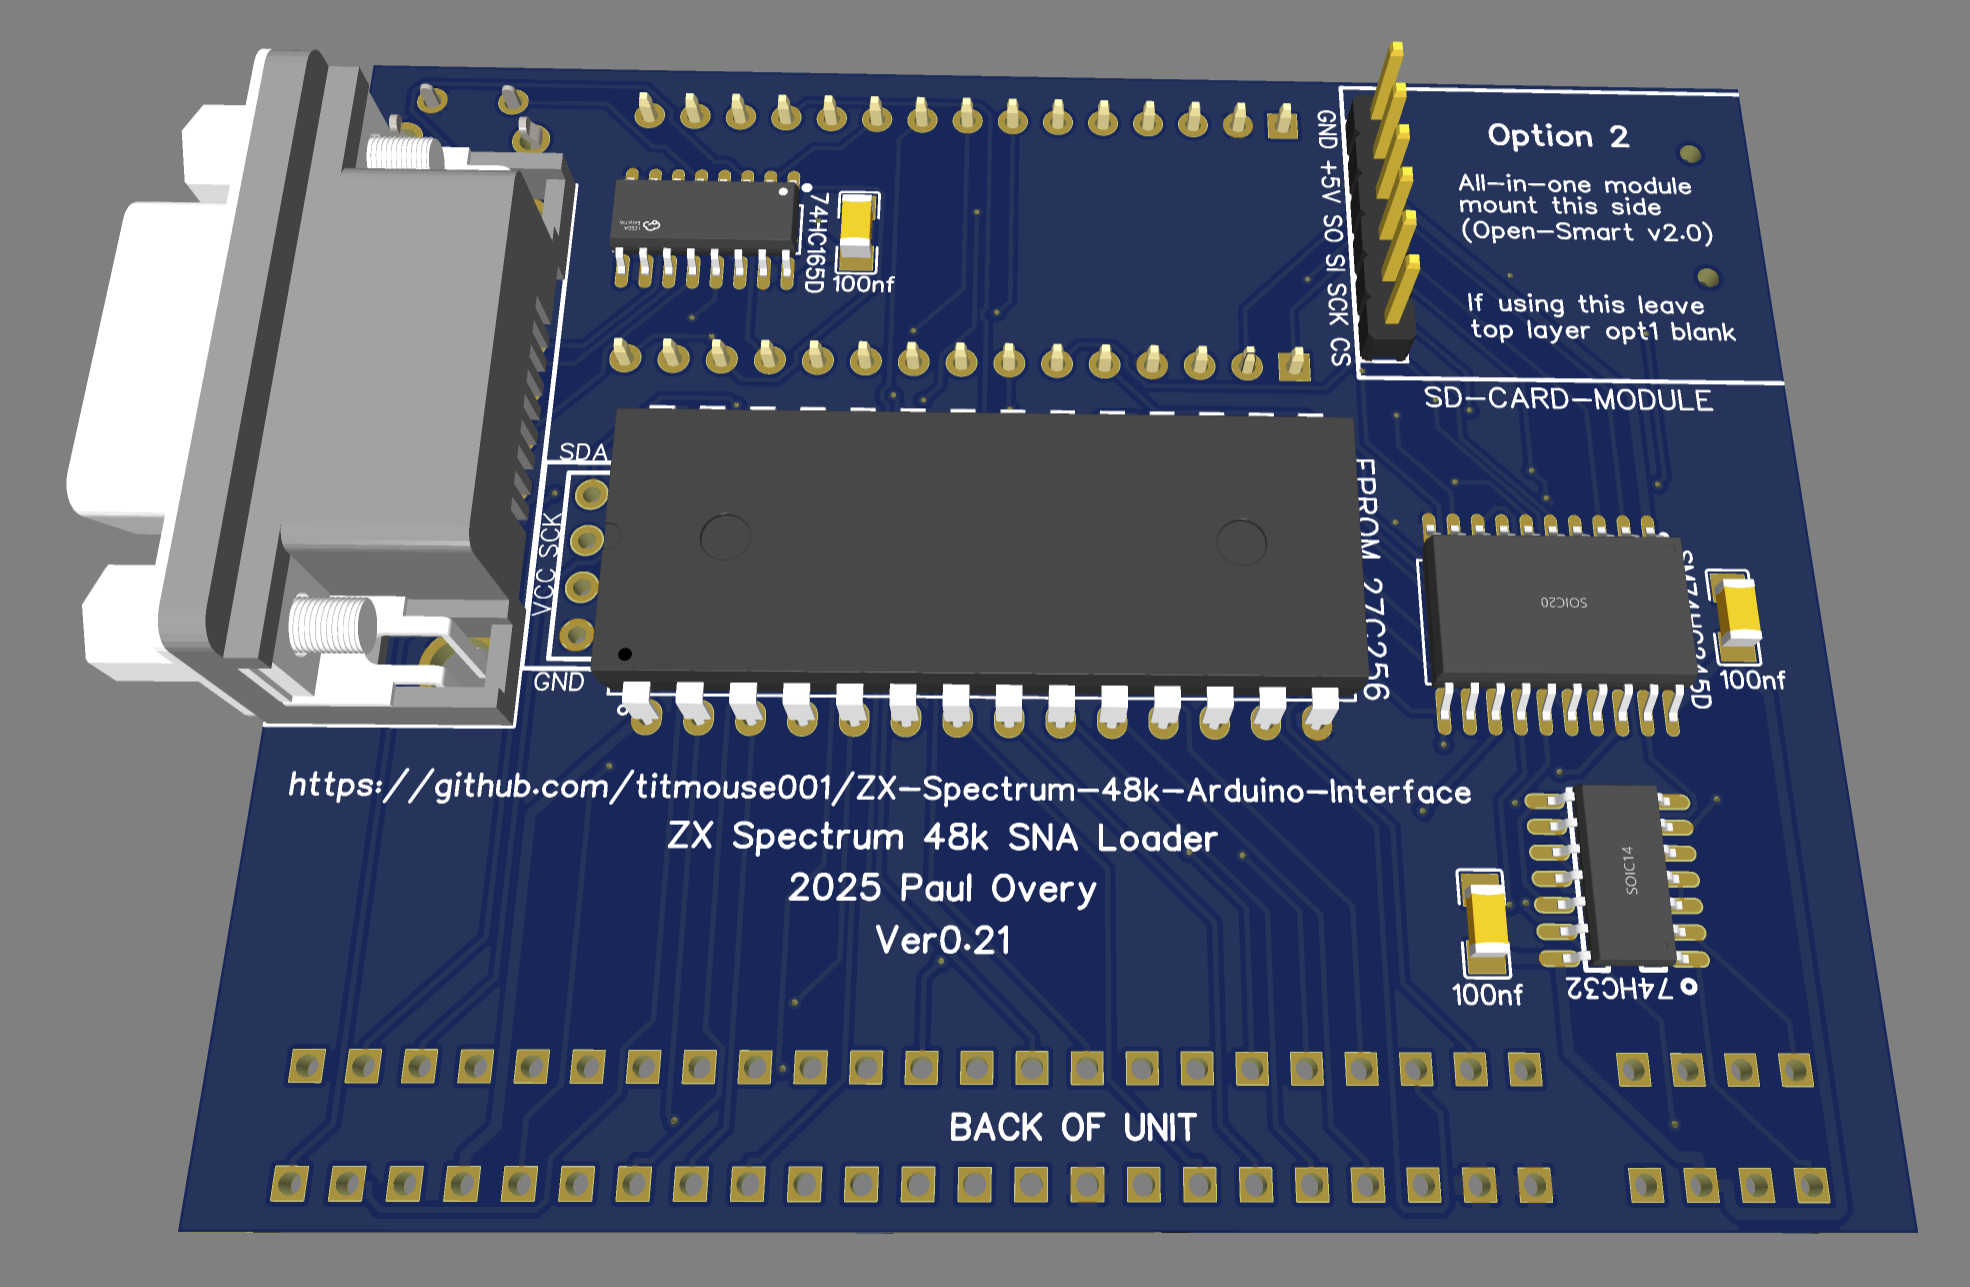 Option 2
All-in-one module
mount this side
(Open-Smart v2.0)
If using this leave
top layer opt1 blank
GND +5V SO SI SCK CS
SD-CARD-MODULE
74HC165D
100nf
SDA
VCC SCK
GND
EPROM 27C256
SOIC20
100nf
https://github.com/titmouse001/ZX-Spectrum-48k-Arduino-Interface
ZX Spectrum 48k SNA Loader
2025 Paul Overy
Ver0.21
SOIC14
100nf
74HC32
BACK OF UNIT